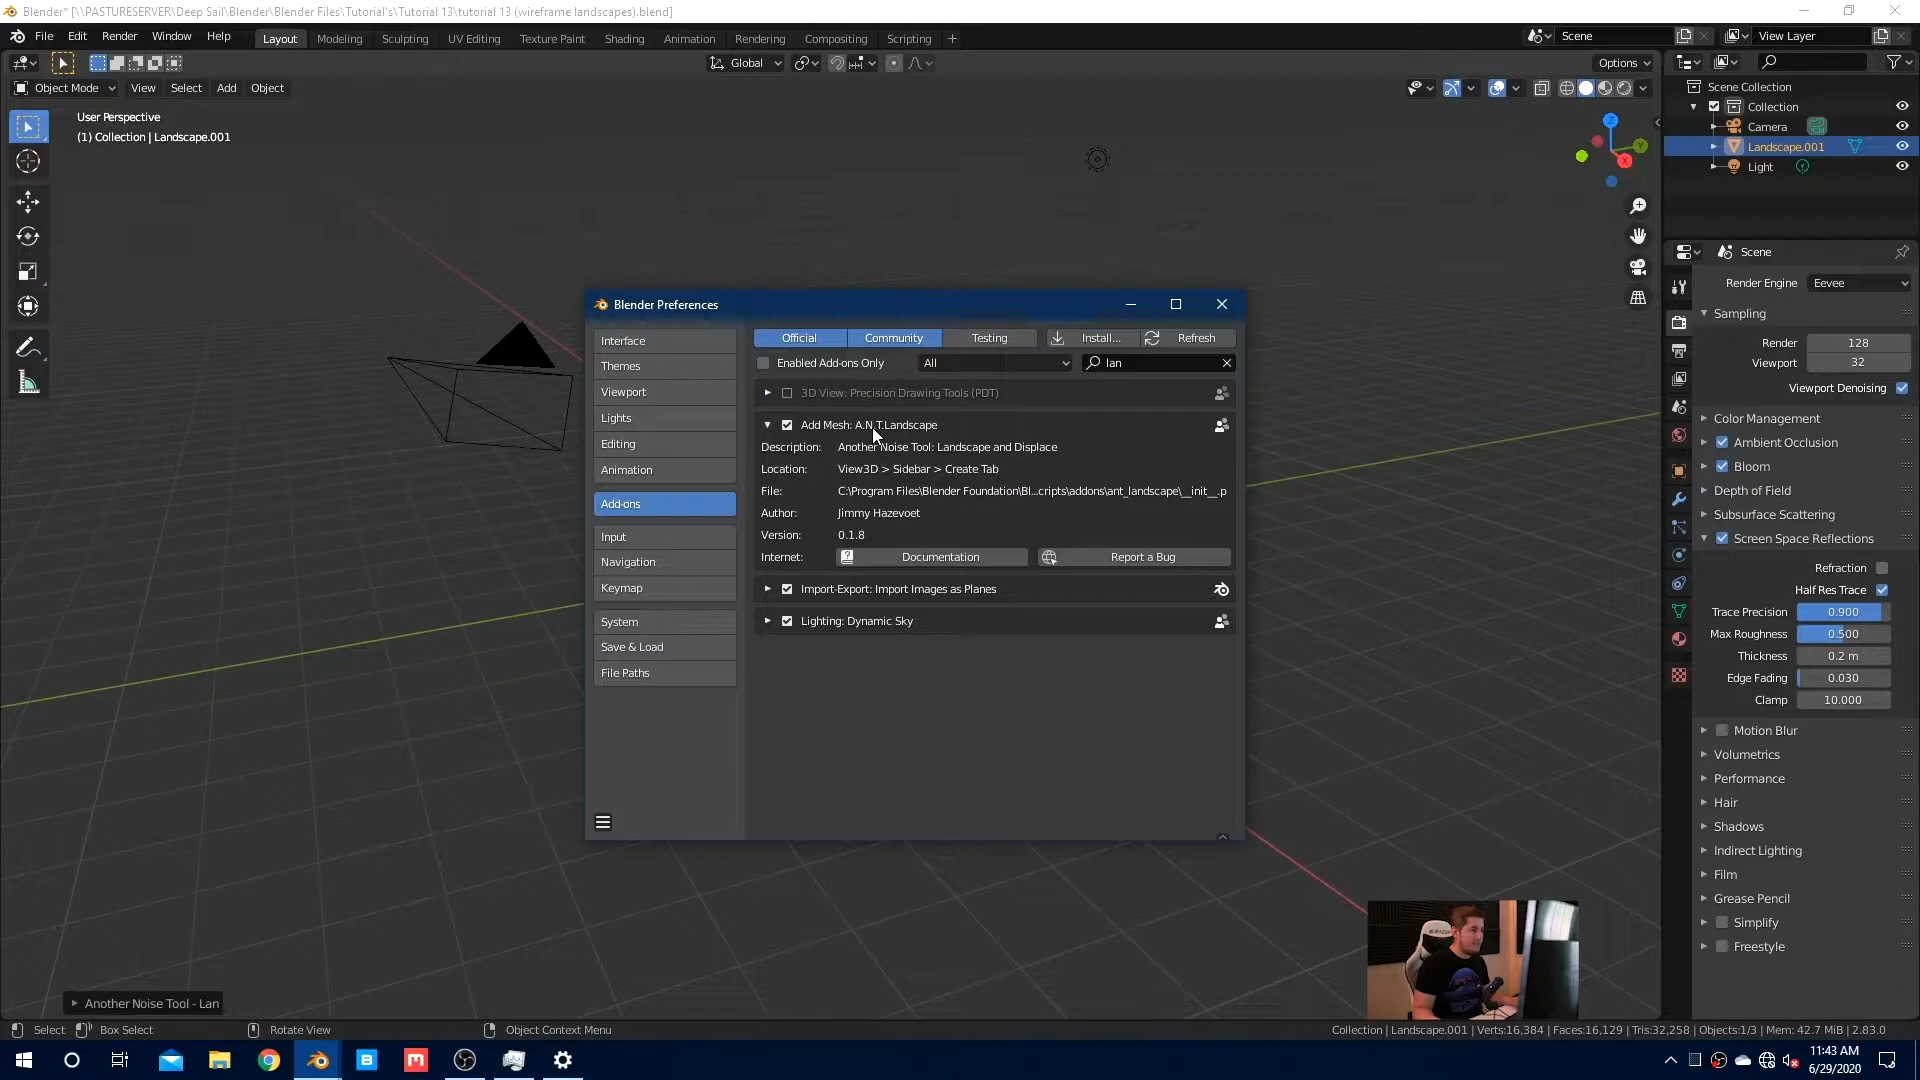 Blender* [\\PASTURESERVER\Deep Sail\Blender\Blender Files\Tutorial's\Tutorial 13\tutorial 13 (wireframe landscapes).blend]
File Edit Render Window Help Layout Modeling Sculpting UV Editing Texture Paint Shading Animation Rendering Compositing Scripting + Scene View Layer
Global Options
Object Mode View Select Add Object
User Perspective
(1) Collection | Landscape.001
Scene Collection
Collection
Camera
Landscape.001
Light
Z
Y
X
Scene
Render Engine Eevee
Sampling
Render 128
Viewport 32
Viewport Denoising
Color Management
Ambient Occlusion
Bloom
Depth of Field
Subsurface Scattering
Screen Space Reflections
Refraction
Half Res Trace
Trace Precision 0.900
Max Roughness 0.500
Thickness 0.2 m
Edge Fading 0.030
Clamp 10.000
Motion Blur
Volumetrics
Performance
Hair
Shadows
Indirect Lighting
Film
Grease Pencil
Simplify
Freestyle
Blender Preferences
Interface
Themes
Viewport
Lights
Editing
Animation
Add-ons
Input
Navigation
Keymap
System
Save & Load
File Paths
Official Community Testing Install... Refresh
Enabled Add-ons Only All lan
3D View: Precision Drawing Tools (PDT)
Add Mesh: A.N.T.Landscape
Description: Another Noise Tool: Landscape and Displace
Location: View3D > Sidebar > Create Tab
File: C:\Program Files\Blender Foundation\Bl...cripts\addons\ant_landscape\__init__.p
Author: Jimmy Hazevoet
Version: 0.1.8
Internet: Documentation Report a Bug
Import-Export: Import Images as Planes
Lighting: Dynamic Sky
Another Noise Tool - Lan
Select Box Select Rotate View Object Context Menu
Collection | Landscape.001 | Verts:16,384 | Faces:16,129 | Tris:32,258 | Objects:1/3 | Mem: 42.7 MiB | 2.83.0
11:43 AM
6/29/2020